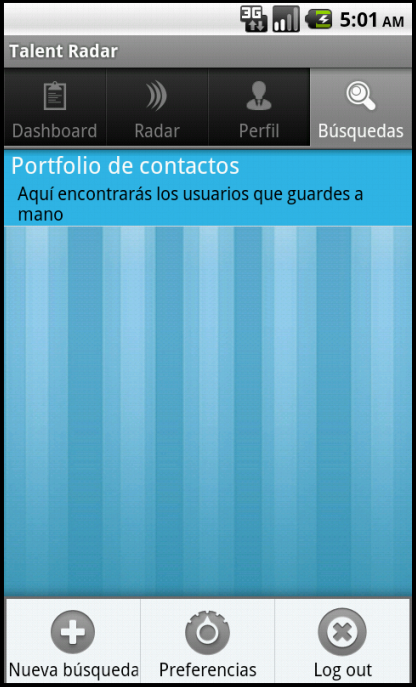 3G 5:01 AM
Talent Radar
Dashboard Radar Perfil Búsquedas
Portfolio de contactos
Aquí encontrarás los usuarios que guardes a
mano
Nueva búsqueda Preferencias Log out